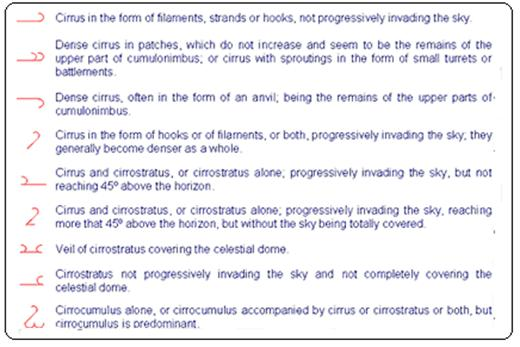 Cirrus in the form of filaments, strands or hooks, not progressively invading the sky.
Dense cirrus in patches, which do not increase and seem to be the remains of the
upper part of cumulonimbus; or cirrus with sproutings in the form of small turrets or
battlements.
Dense cirrus, often in the form of an anvil; being the remains of the upper parts of
cumulonimbus.
Cirrus in the form of hooks or of filaments, or both, progressively invading the sky; they
generally become denser as a whole.
Cirrus and cirrostratus, or cirrostratus alone; progressively invading the sky, but not
reaching 45º above the horizon.
Cirrus and cirrostratus, or cirrostratus alone; progressively invading the sky, reaching
more that 45º above the horizon, but without the sky being totally covered.
Veil of cirrostratus covering the celestial dome.
Cirrostratus not progressively invading the sky and not completely covering the
celestial dome.
Cirrocumulus alone, or cirrocumulus accompanied by cirrus or cirrostratus or both, but
cirrocumulus is predominant.